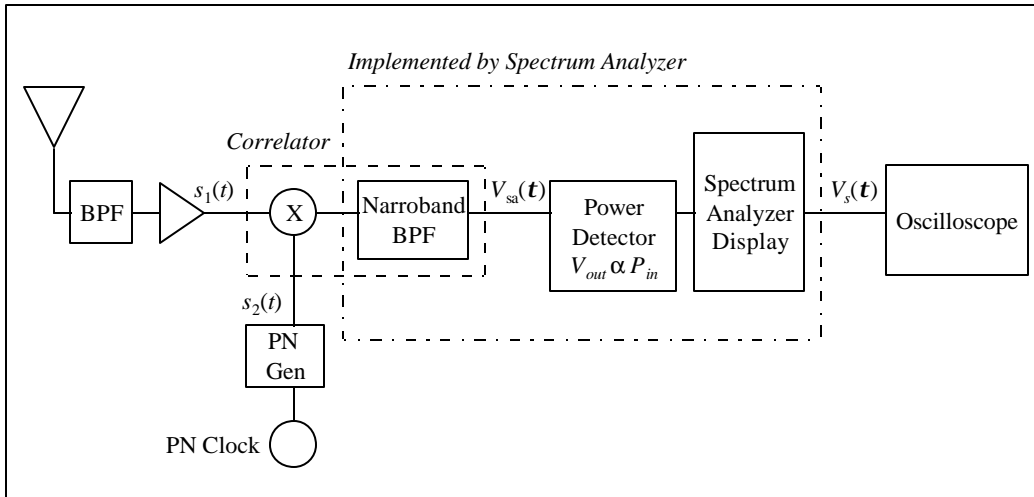 Implemented by Spectrum Analyzer
Correlator
s1(t)
BPF
X
Narroband
BPF
Vsa(τ)
Power
Detector
Vout α Pin
Spectrum
Analyzer
Display
Vs(τ)
Oscilloscope
s2(t)
PN
Gen
PN Clock